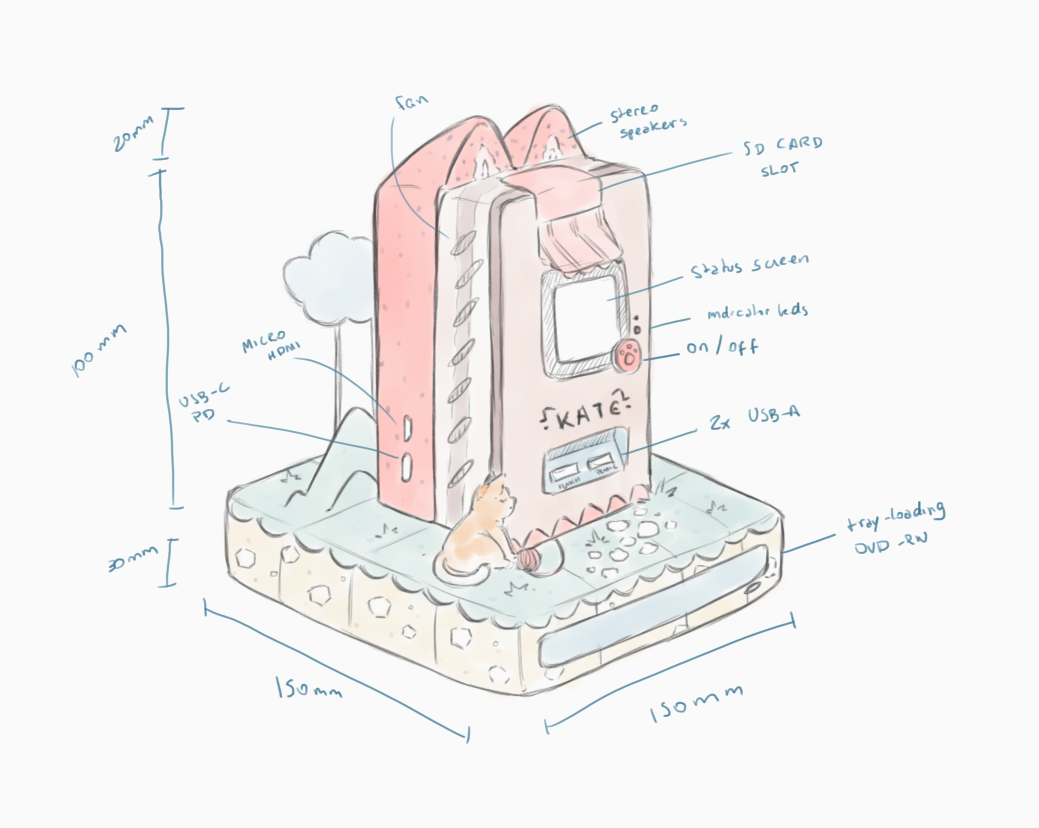 20mm
fan
stereo
speakers
SD CARD
SLOT
status screen
100mm
MICRO
HDMI
indicator leds
on/off
USB-C
PD
KATE
2x USB-A
30mm
tray-loading
DVD-RW
150mm
150mm